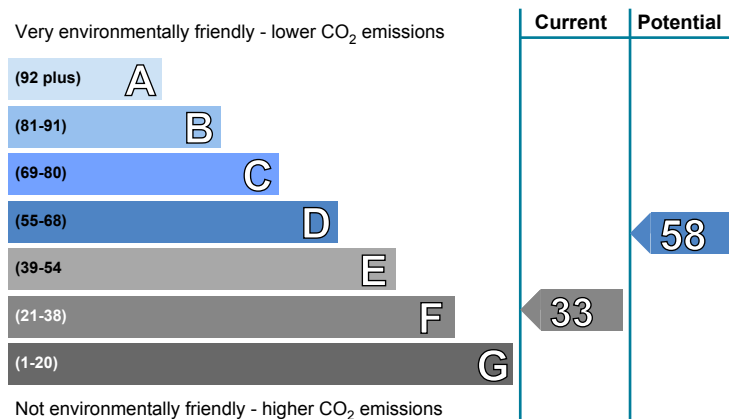 Current Potential
Very environmentally friendly - lower CO2 emissions
(92 plus) A
(81-91) B
(69-80) C
(55-68) D
58
(39-54 E
(21-38) F 33
(1-20) G
Not environmentally friendly - higher CO2 emissions